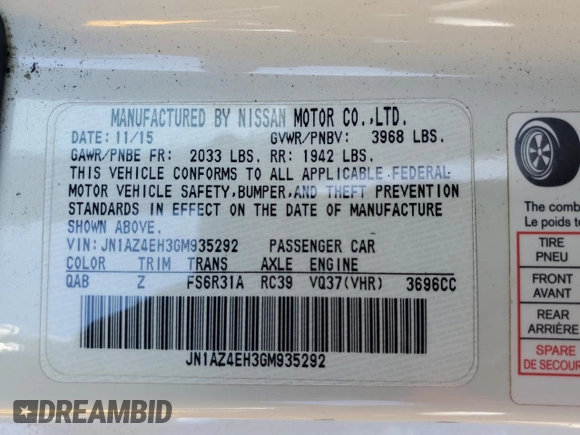 MANUFACTURED BY NISSAN MOTOR CO.,LTD.
DATE: 11/15 GVWR/PNBV: 3968 LBS.
GAWR/PNBE FR: 2033 LBS. RR: 1942 LBS.
THIS VEHICLE CONFORMS TO ALL APPLICABLE FEDERAL
MOTOR VEHICLE SAFETY,BUMPER,AND THEFT PREVENTION
STANDARDS IN EFFECT ON THE DATE OF MANUFACTURE
SHOWN ABOVE.
VIN: JN1AZ4EH3GM935292 PASSENGER CAR
COLOR TRIM TRANS AXLE ENGINE
QAB Z FS6R31A RC39 VQ37(VHR) 3696CC
JN1AZ4EH3GM935292
The comb
Le poids t
TIRE
PNEU
FRONT
AVANT
REAR
ARRIÈRE
SPARE
DE SECOURS
DREAMBID